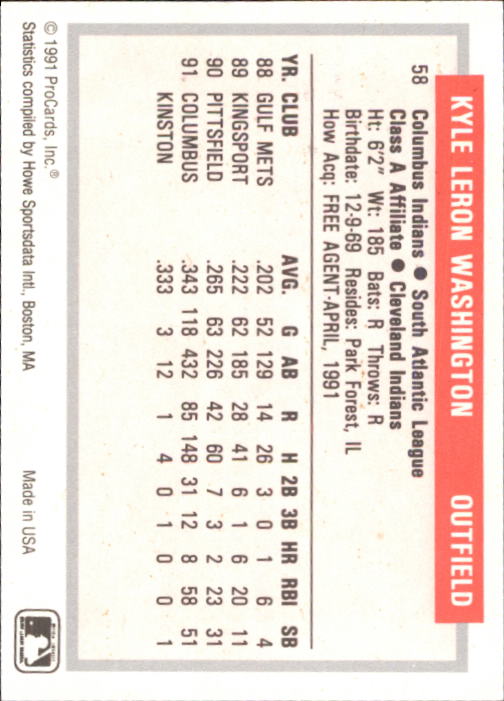 KYLE LERON WASHINGTON OUTFIELD
58 Columbus Indians ● South Atlantic League
Class A Affiliate ● Cleveland Indians
Ht: 6'2" Wt: 185 Bats: R Throws: R
Birthdate: 12-9-69 Resides: Park Forest, IL
How Acq: FREE AGENT-APRIL, 1991
YR. CLUB AVG. G AB R H 2B 3B HR RBI SB
88 GULF METS .202 52 129 14 26 3 0 1 6 4
89 KINGSPORT .222 62 185 28 41 6 1 6 20 11
90 PITTSFIELD .265 63 226 42 60 7 3 2 23 31
91 COLUMBUS .343 118 432 85 148 31 12 8 58 51
KINSTON .333 3 12 1 4 0 1 0 0 1
© 1991 ProCards, Inc.®
Statistics compiled by Howe Sportsdata Intl., Boston, MA Made in USA